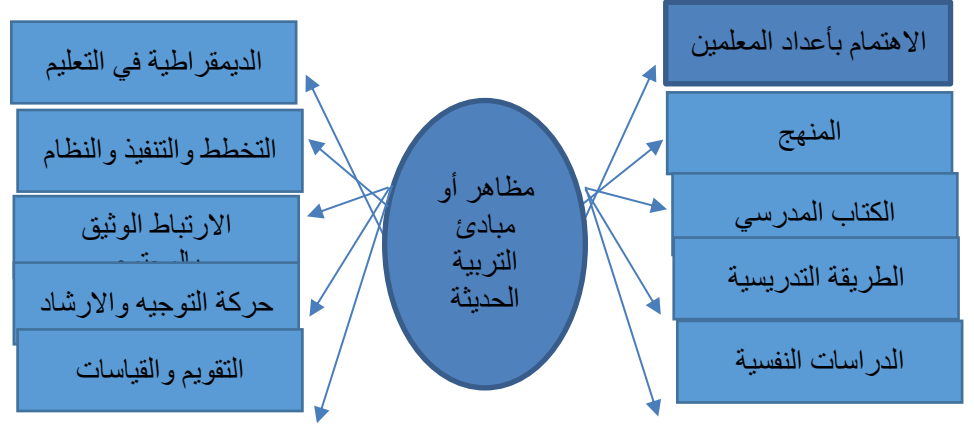 الاهتمام بأعداد المعلمين
المنهج
الكتاب المدرسي
الطريقة التدريسية
الدراسات النفسية
مظاهر أو
مبادئ
التربية
الحديثة
الديمقراطية في التعليم
التخطط والتنفيذ والنظام
الارتباط الوثيق
حركة التوجيه والارشاد
التقويم والقياسات